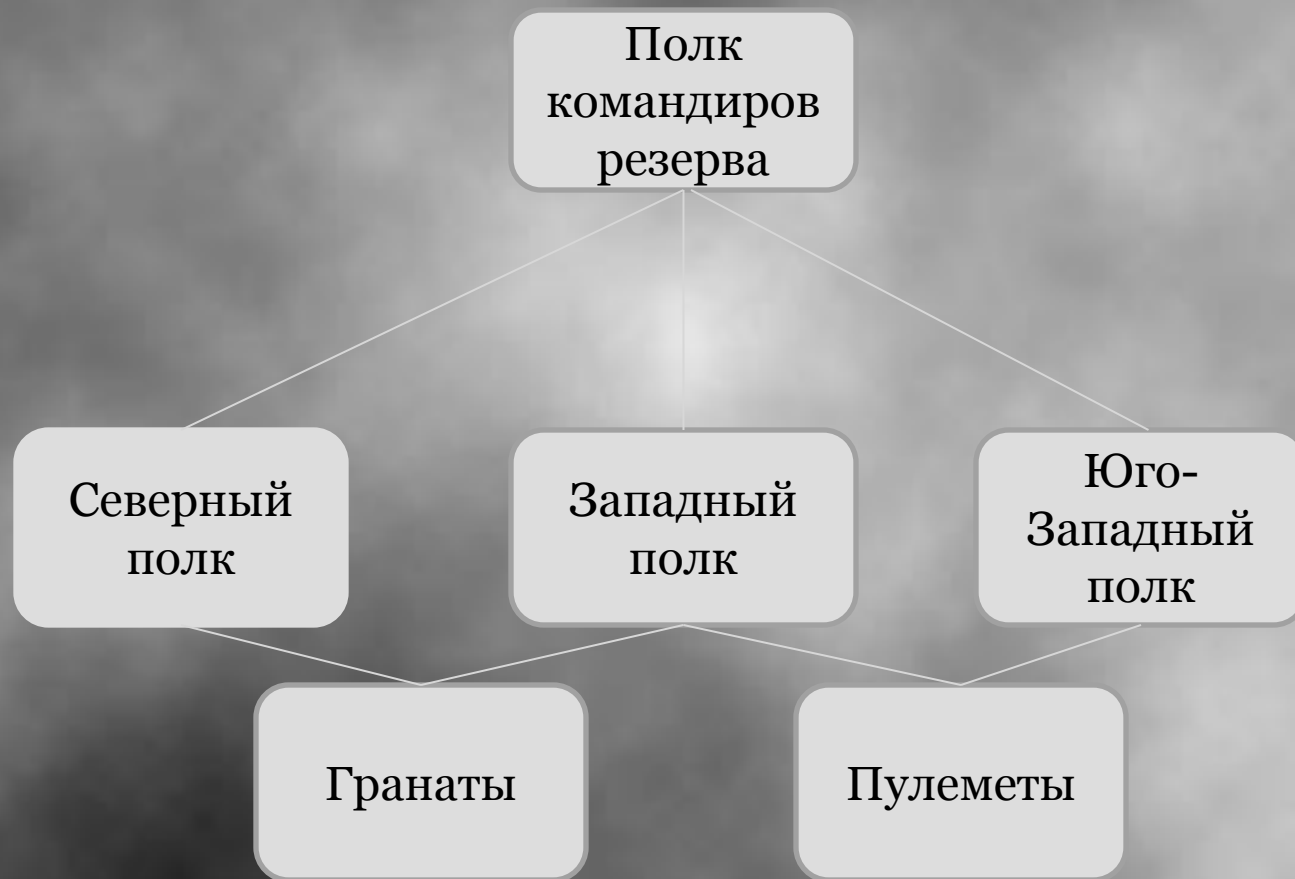 Полк
командиров
резерва
Северный
полк
Западный
полк
Юго-
Западный
полк
Гранаты
Пулеметы